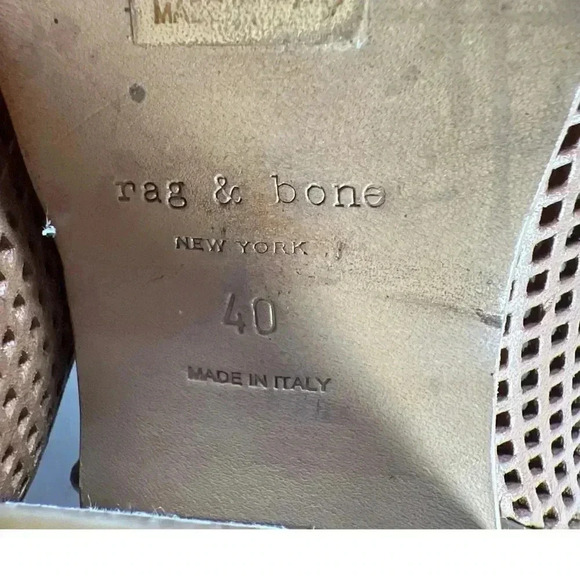 rag & bone
NEW YORK
40
MADE IN ITALY